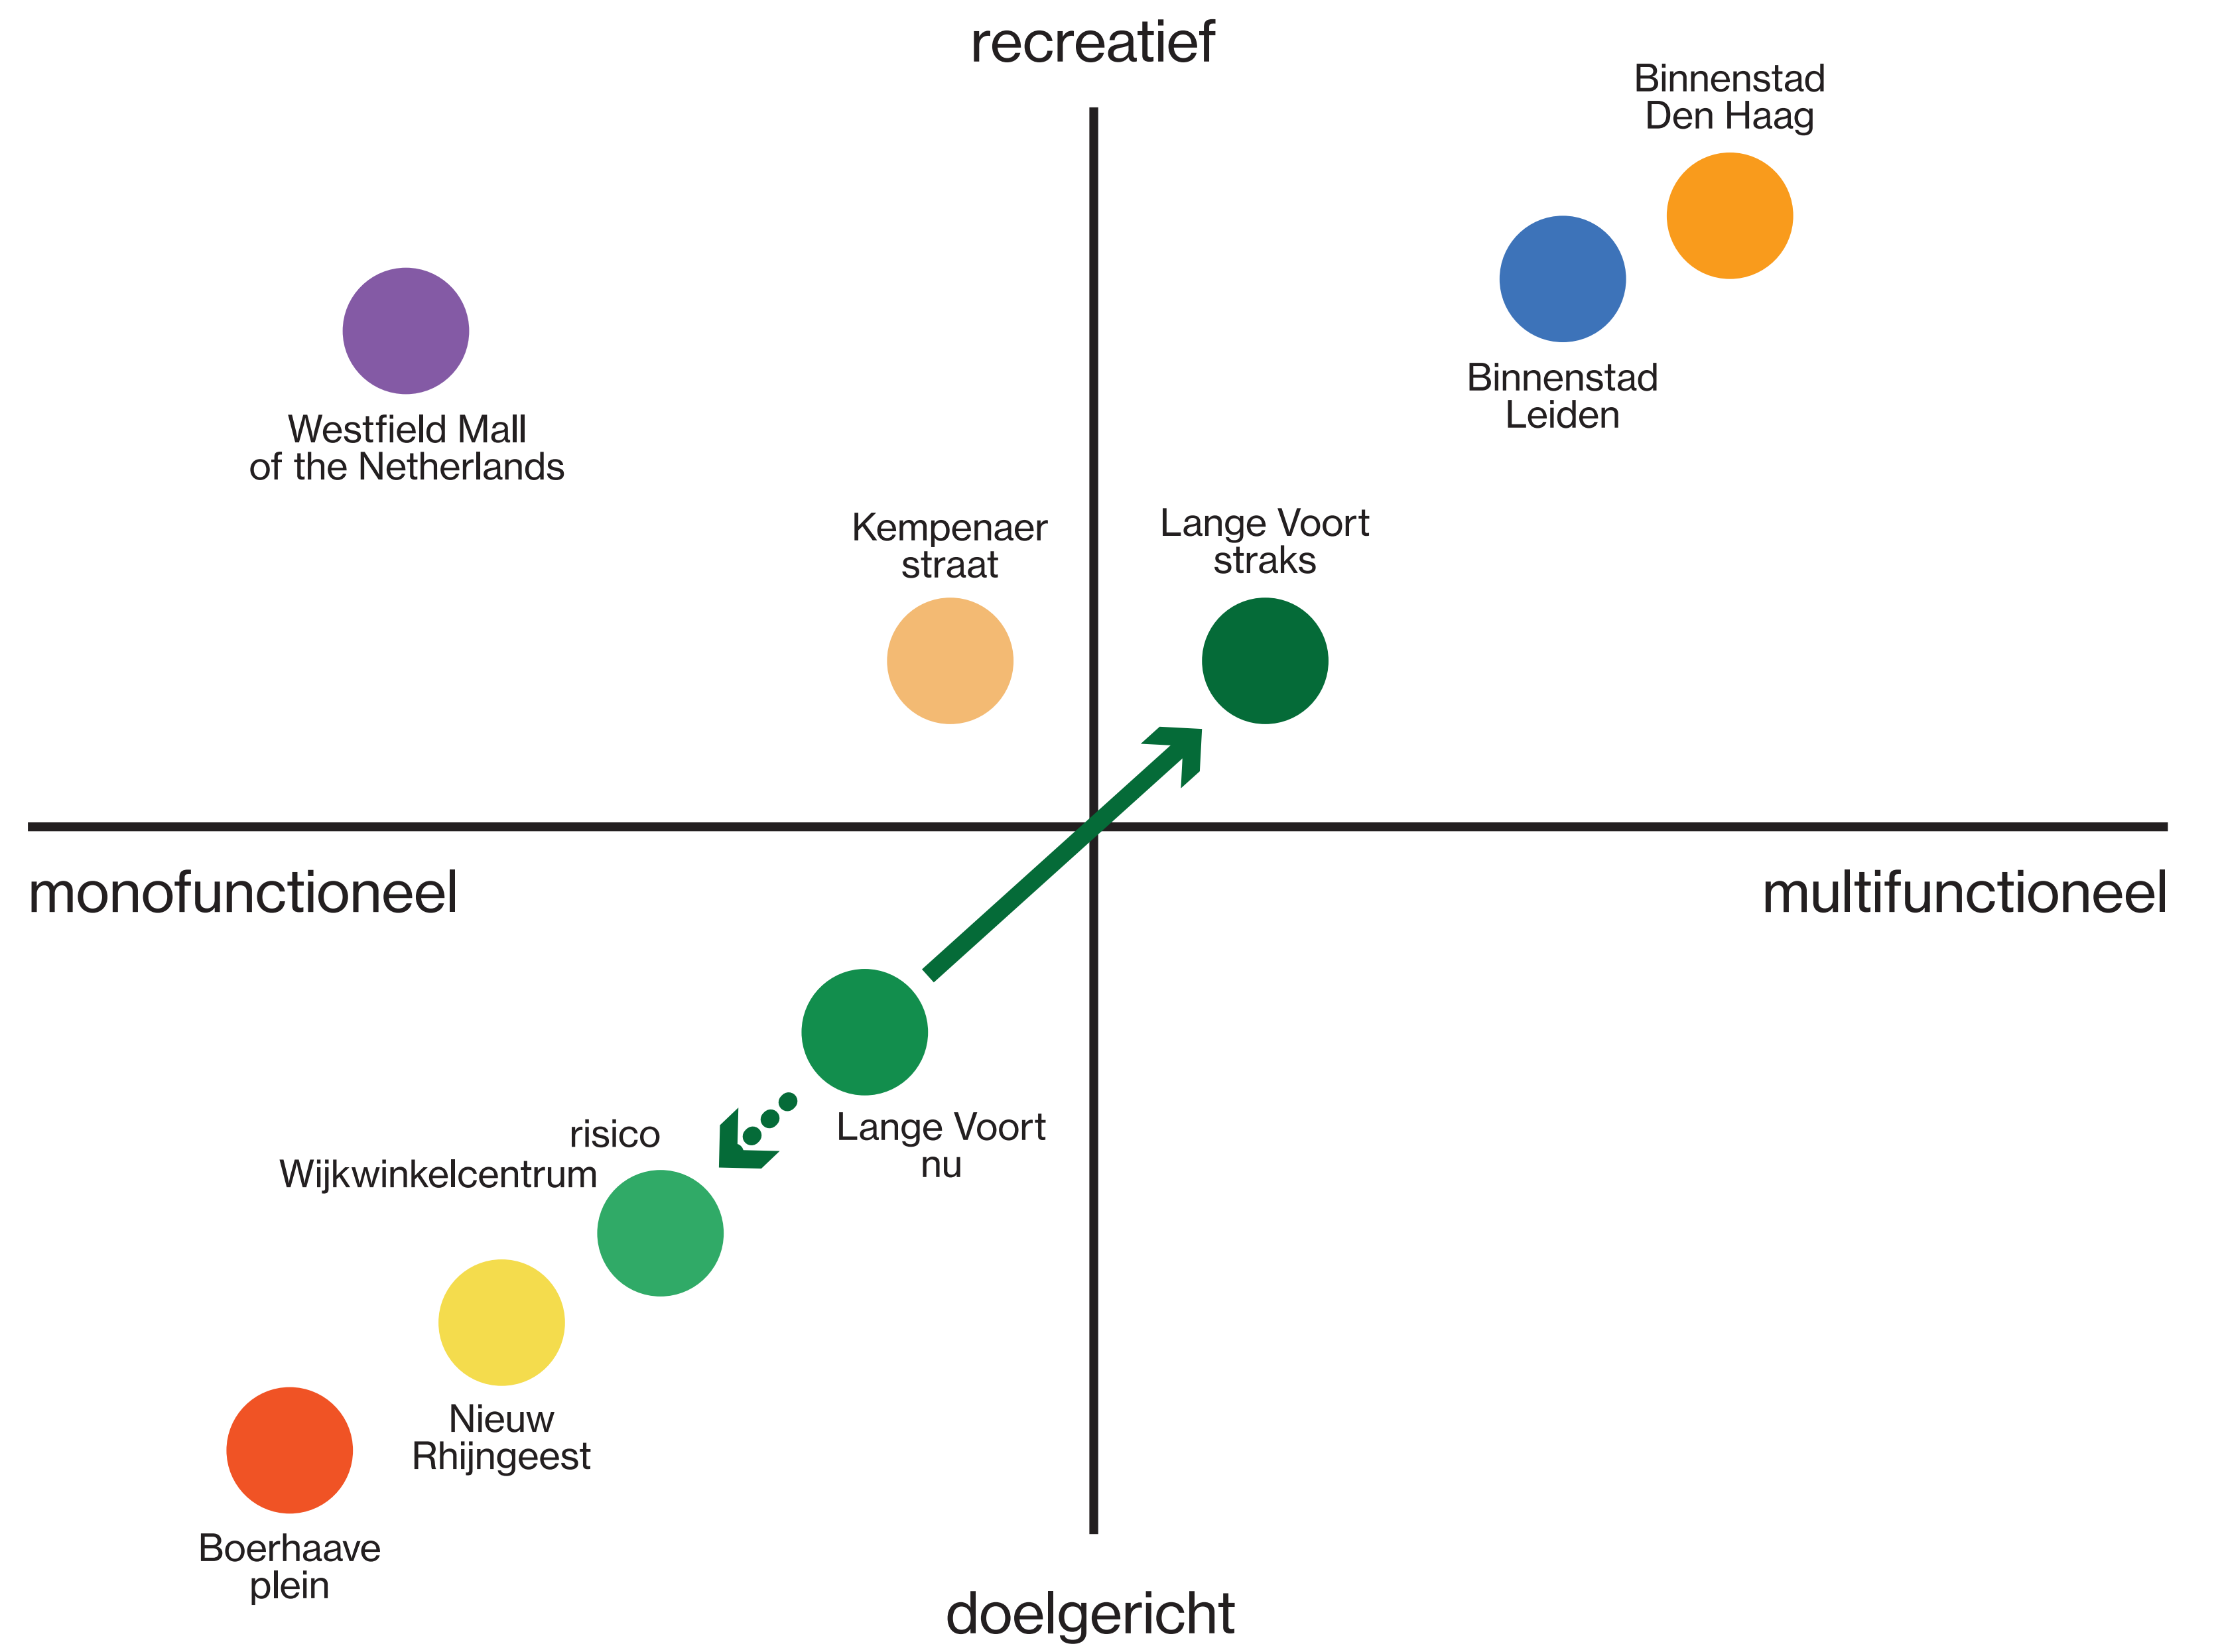 recreatief
Binnenstad
Den Haag
Binnenstad
Leiden
Westfield Mall
of the Netherlands
Kempenaer
straat
Lange Voort
straks
monofunctioneel
multifunctioneel
Lange Voort
nu
risico
Wijkwinkelcentrum
Nieuw
Rhijngeest
Boerhaave
plein
doelgericht